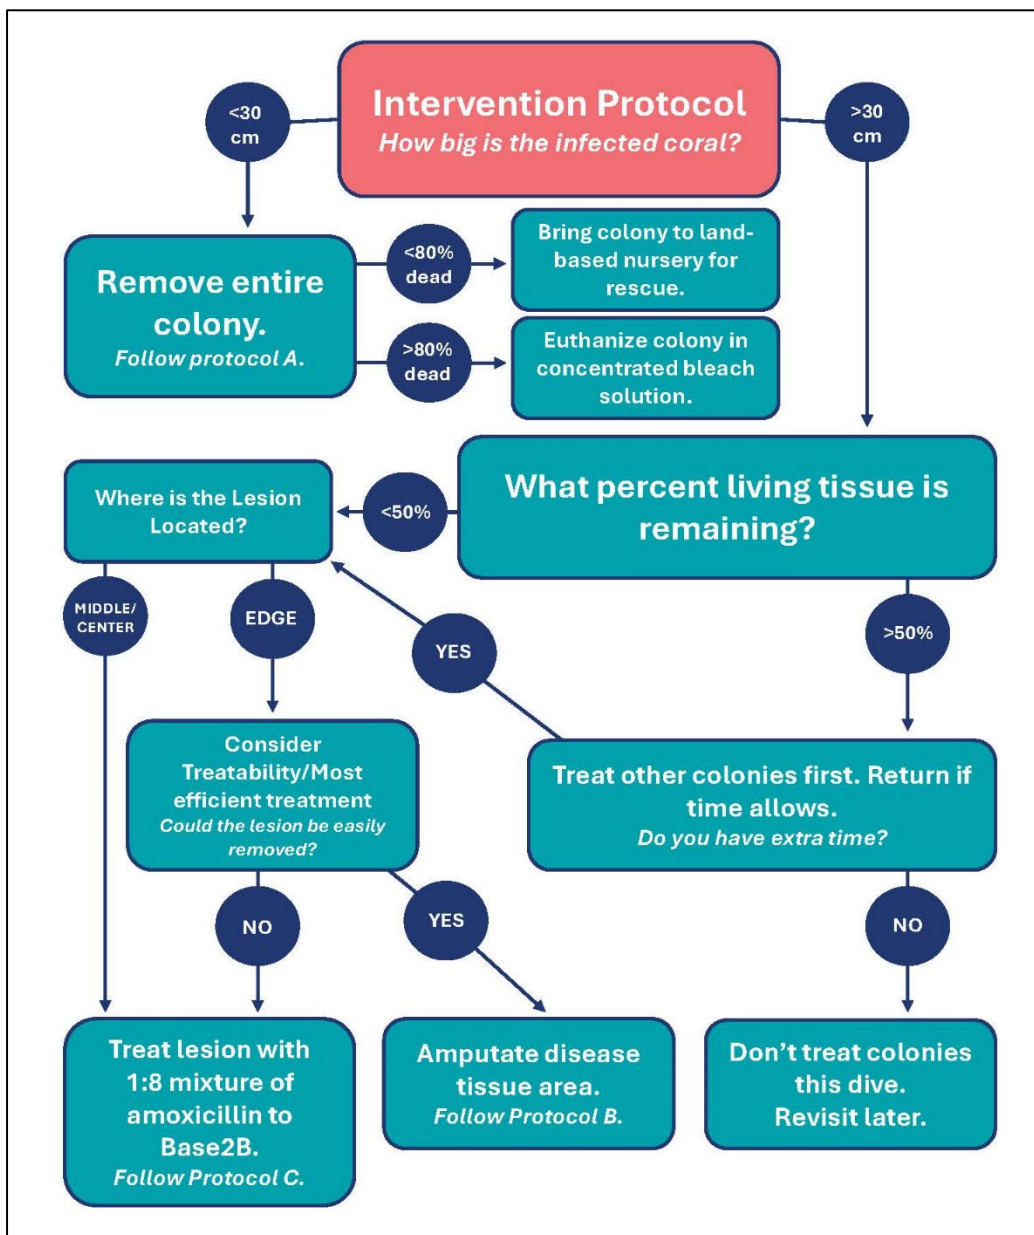 Intervention Protocol
How big is the infected coral?
<30
cm
>30
cm
Remove entire
colony.
Follow protocol A.
<80%
dead
Bring colony to land-
based nursery for
rescue.
>80%
dead
Euthanize colony in
concentrated bleach
solution.
What percent living tissue is
remaining?
<50%
Where is the Lesion
Located?
MIDDLE/
CENTER
EDGE
YES
>50%
Consider
Treatability/Most
efficient treatment
Could the lesion be easily
removed?
Treat other colonies first. Return if
time allows.
Do you have extra time?
NO
YES
NO
Treat lesion with
1:8 mixture of
amoxicillin to
Base2B.
Follow Protocol C.
Amputate disease
tissue area.
Follow Protocol B.
Don't treat colonies
this dive.
Revisit later.